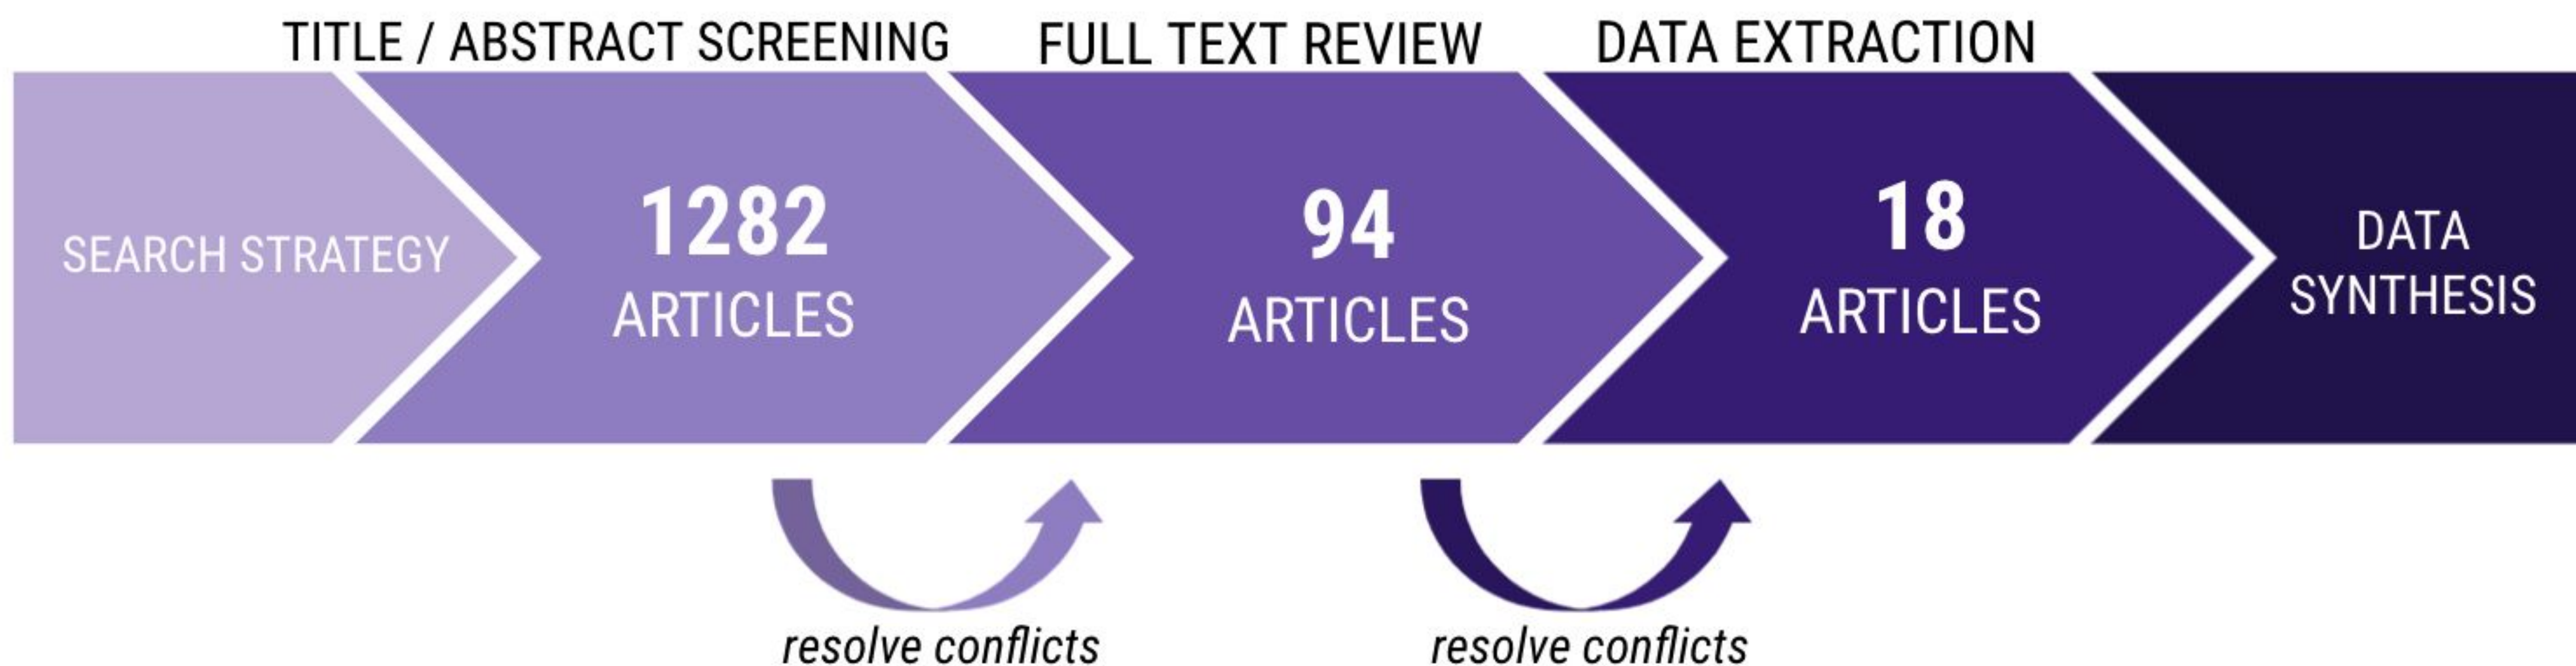 TITLE / ABSTRACT SCREENING
FULL TEXT REVIEW
DATA EXTRACTION
SEARCH STRATEGY
1282
ARTICLES
94
ARTICLES
18
ARTICLES
DATA
SYNTHESIS
resolve conflicts
resolve conflicts